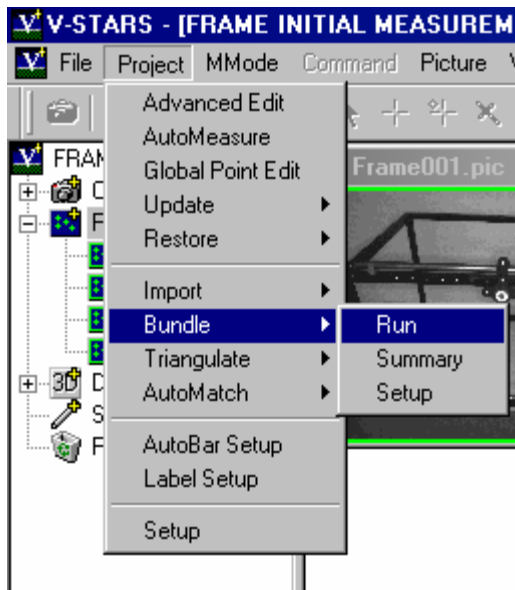 V-STARS - [FRAME INITIAL MEASUREM
File Project MMode Command Picture
Advanced Edit
AutoMeasure
Global Point Edit
Update
Restore
Import
Bundle
Triangulate
AutoMatch
AutoBar Setup
Label Setup
Setup
Run
Summary
Setup
FRAM
C
F
3D D
S
F
Frame001.pic